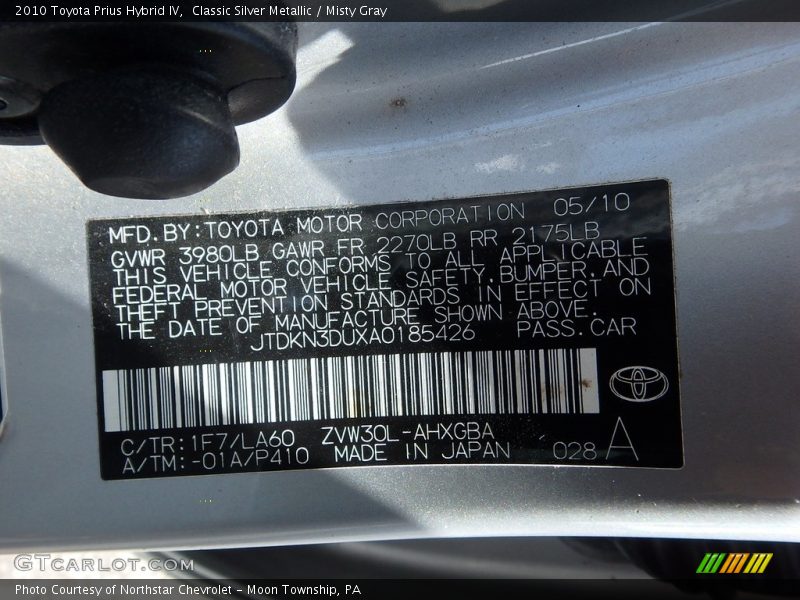 2010 Toyota Prius Hybrid IV, Classic Silver Metallic / Misty Gray
MFD. BY: TOYOTA MOTOR CORPORATION 05/10
GVWR 3980LB GAWR FR 2270LB RR 2175LB
THIS VEHICLE CONFORMS TO ALL APPLICABLE
FEDERAL MOTOR VEHICLE SAFETY, BUMPER, AND
THEFT PREVENTION STANDARDS IN EFFECT ON
THE DATE OF MANUFACTURE SHOWN ABOVE.
JTDKN3DUXA0185426 PASS. CAR
C/TR: 1F7/LA60 ZVW30L-AHXGBA
A/TM: -01A/P410 MADE IN JAPAN 028 A
GTCARLOT.COM
Photo Courtesy of Northstar Chevrolet - Moon Township, PA